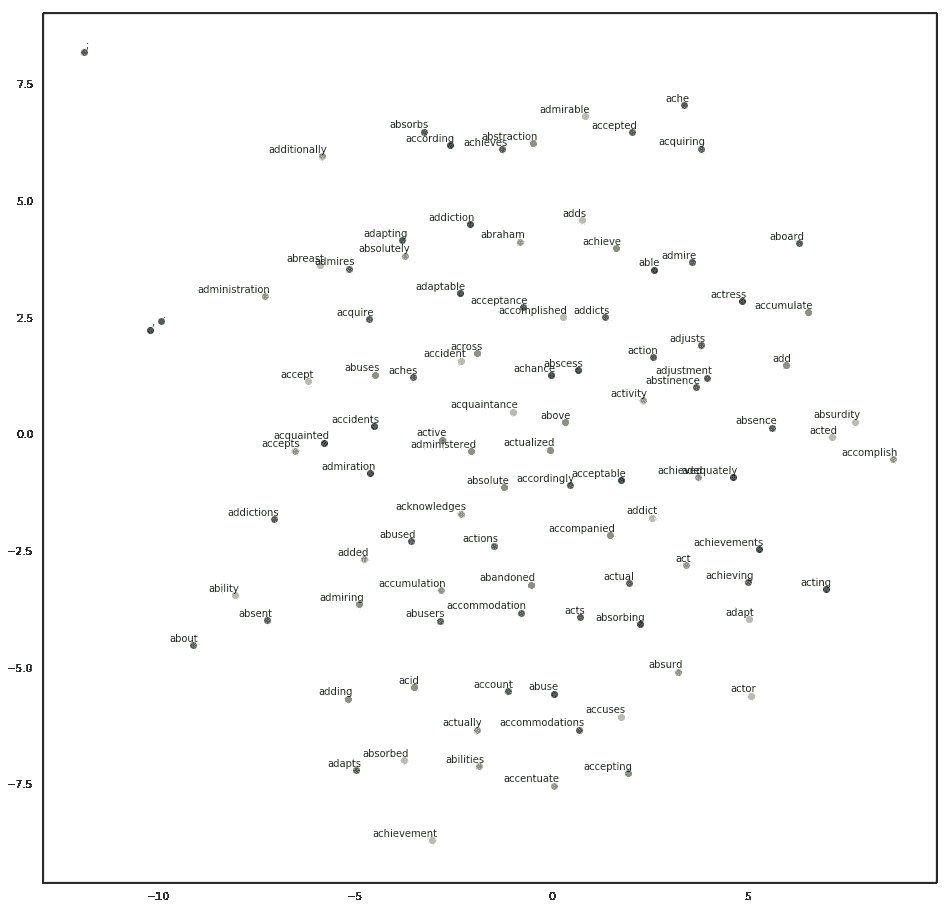 ;
7.5
ache
admirable
absorbs
accepted
according
achieves
abstraction
acquiring
additionally
5.0
addiction
adds
adapting
abraham
aboard
absolutely
achieve
abreast
admires
able
admire
administration
adaptable
actress
acceptance
accumulate
2.5
acquire
accomplished
addicts
across
adjusts
accident
action
abuses
aches
achance
abscess
add
accept
adjustment
abstinence
activity
acquaintance
above
absurdity
accidents
absence
0.0
acquainted
accepts
active
administered
actualized
acted
accomplish
admiration
absolute
accordingly
acceptable
achieved
adequately
addictions
acknowledges
addict
abused
actions
accompanied
achievements
−2.5
added
act
ability
accumulation
abandoned
actual
achieving
acting
admiring
absent
abusers
accommodation
acts
absorbing
adapt
about
−5.0
absurd
adding
acid
account
abuse
actor
actually
accommodations
accuses
absorbed
abilities
adapts
accentuate
accepting
−7.5
achievement
−10
−5
0
5